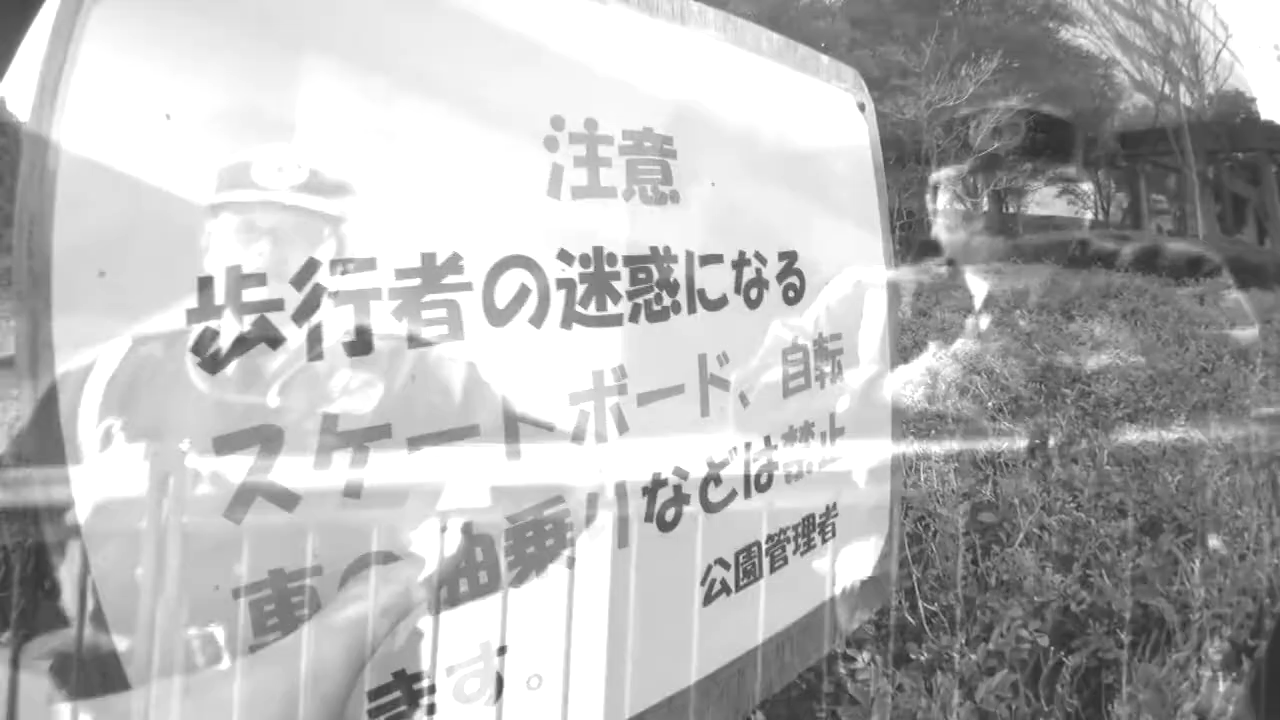 注意
歩行者の迷惑になる
スケートボード、自転
車の曲乗りなどは禁止
ます。
公園管理者